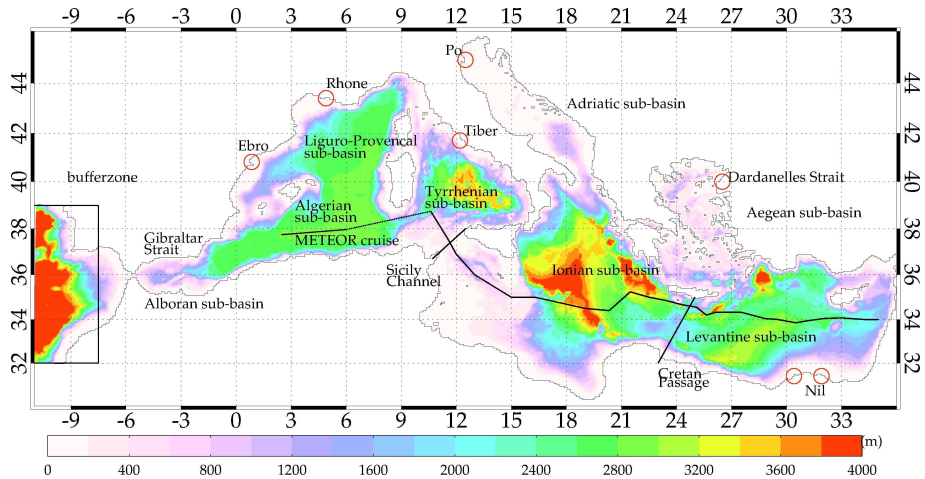 -9 -6 -3 0 3 6 9 12 15 18 21 24 27 30 33
Po
44 44
Rhone
Adriatic sub-basin
42 42
Tiber
Ebro
Liguro-Provençal
sub-basin
bufferzone
40 40
Dardanelles Strait
Tyrrhenian
sub-basin
Algerian
sub-basin
Aegean sub-basin
38 38
METEOR cruise
Gibraltar
Strait
Sicily
Channel
Ionian sub-basin
36 36
Alboran sub-basin
34 34
Levantine sub-basin
32 32
Cretan
Passage
Nil
-9 -6 -3 0 3 6 9 12 15 18 21 24 27 30 33
(m)
0 400 800 1200 1600 2000 2400 2800 3200 3600 4000